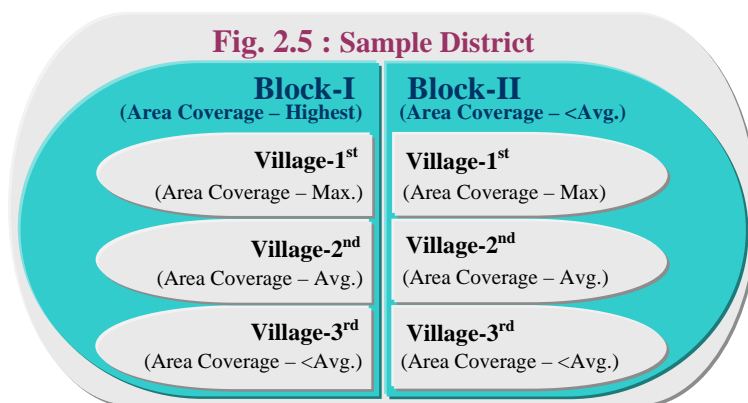 Fig. 2.5 : Sample District
Block-I
(Area Coverage – Highest)
Village-1st
(Area Coverage – Max.)
Village-2nd
(Area Coverage – Avg.)
Village-3rd
(Area Coverage – <Avg.)
Block-II
(Area Coverage – <Avg.)
Village-1st
(Area Coverage – Max)
Village-2nd
(Area Coverage – Avg.)
Village-3rd
(Area Coverage – <Avg.)